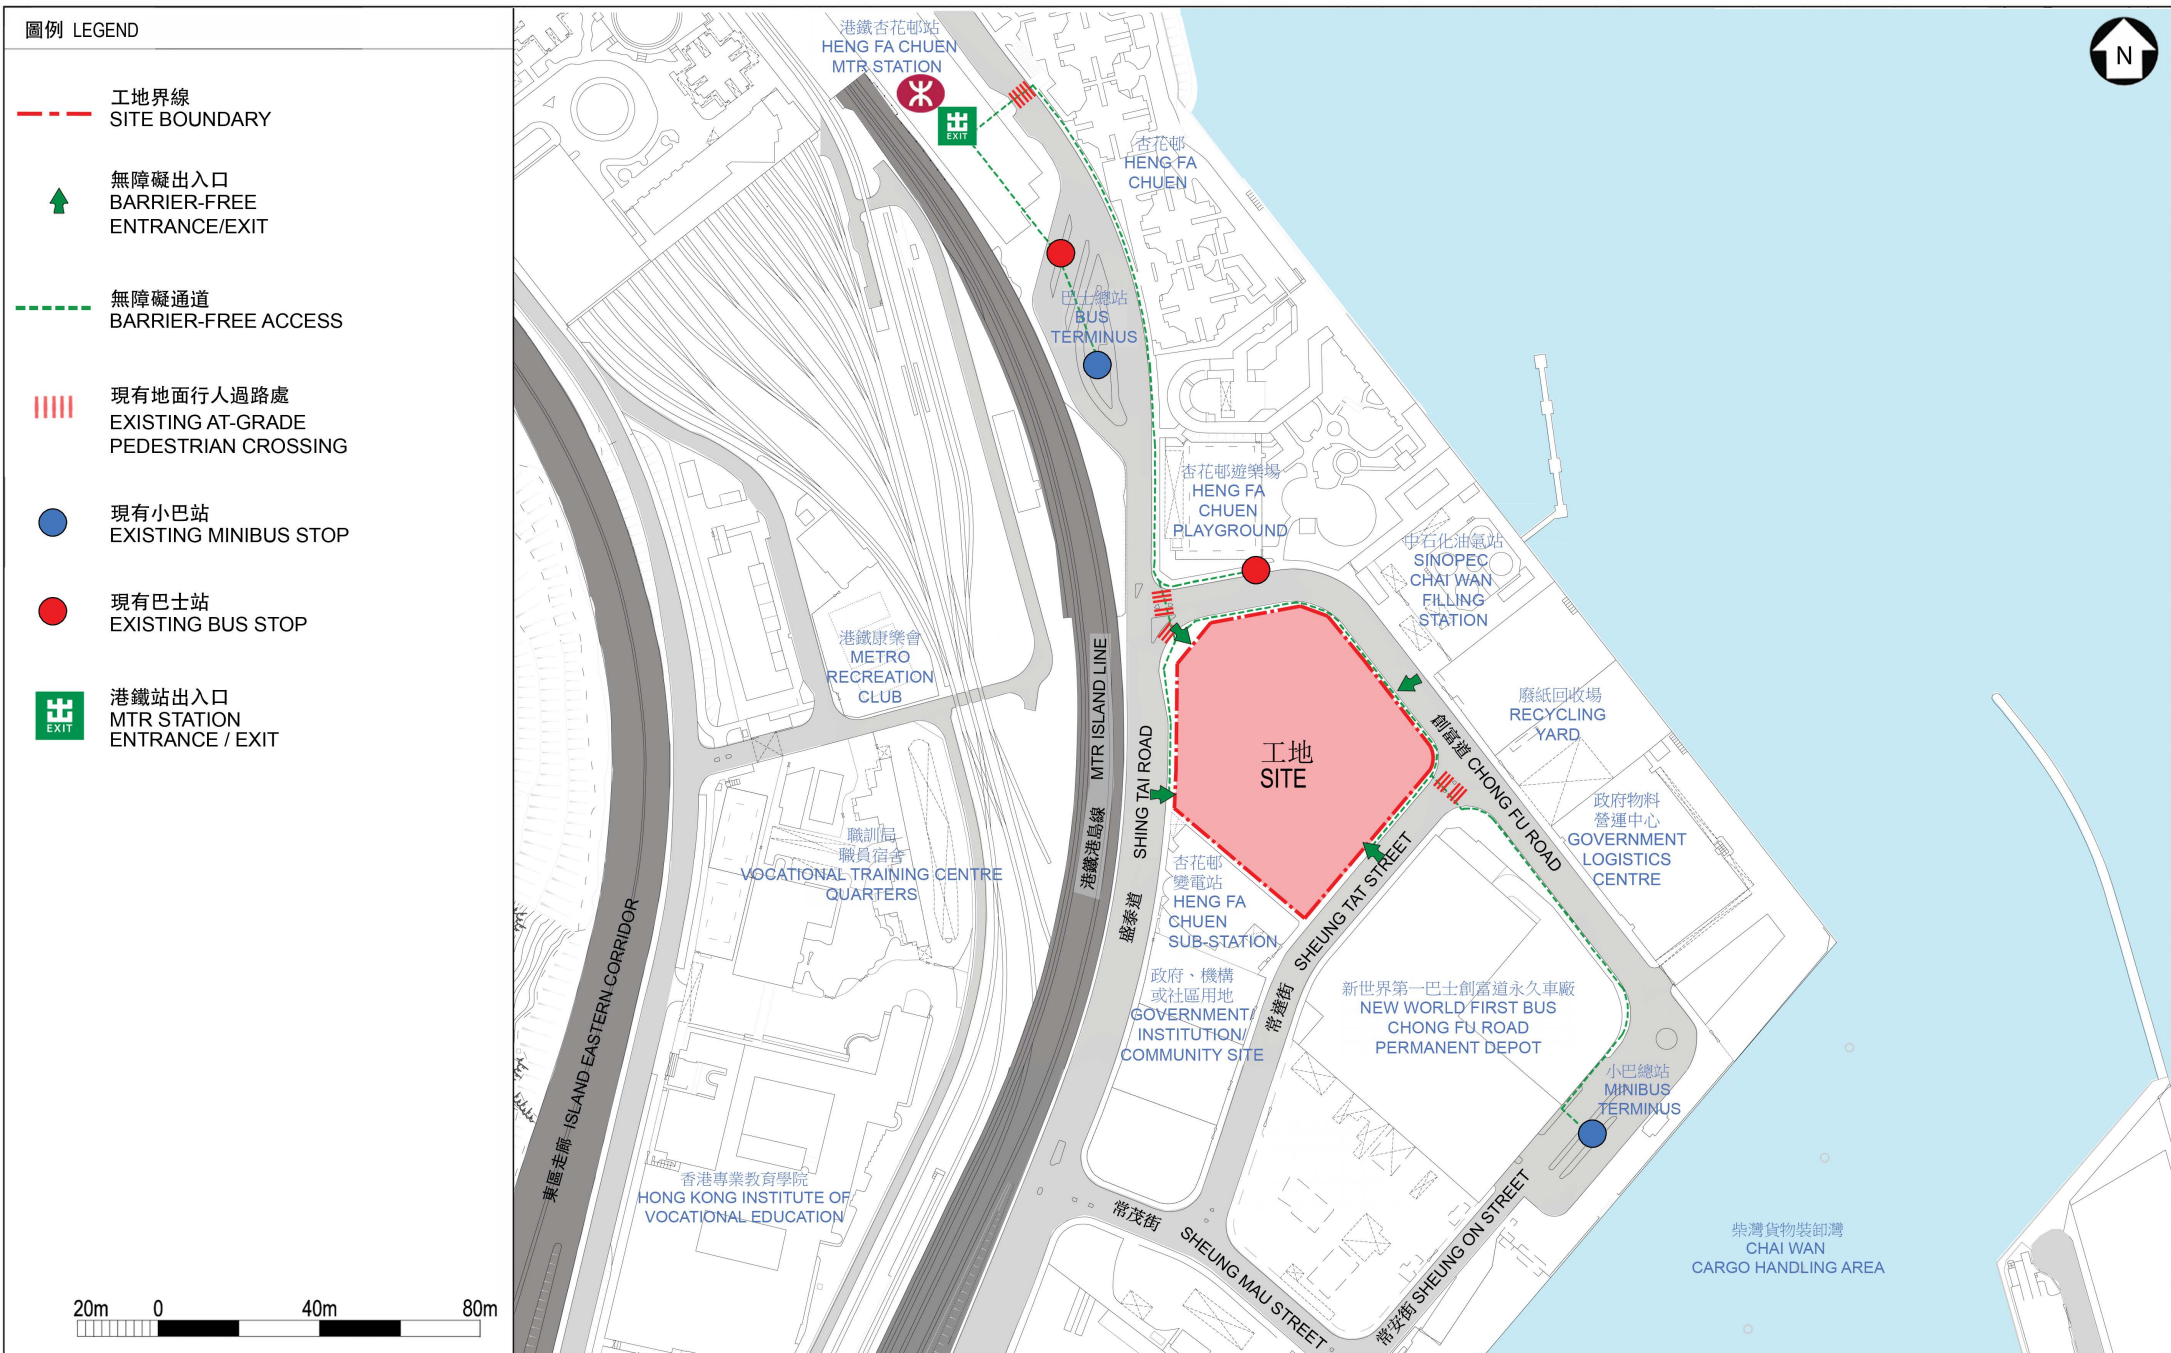 圖例 LEGEND
工地界線
SITE BOUNDARY
無障礙出入口
BARRIER-FREE
ENTRANCE/EXIT
無障礙通道
BARRIER-FREE ACCESS
現有地面行人過路處
EXISTING AT-GRADE
PEDESTRIAN CROSSING
現有小巴站
EXISTING MINIBUS STOP
現有巴士站
EXISTING BUS STOP
EXIT
港鐵站出入口
MTR STATION
ENTRANCE / EXIT
20m 0 40m 80m
港鐵杏花邨站
HENG FA CHUEN
MTR STATION
EXIT
N
杏花邨
HENG FA
CHUEN
巴士總站
BUS
TERMINUS
杏花邨遊樂場
HENG FA
CHUEN
PLAYGROUND
中石化油氣站
SINOPEC
CHAI WAN
FILLING
STATION
港鐵康樂會
METRO
RECREATION
CLUB
港鐵港島線 MTR ISLAND LINE
盛泰道 SHING TAI ROAD
工地
SITE
創富道 CHONG FU ROAD
廢紙回收場
RECYCLING
YARD
政府物料
營運中心
GOVERNMENT
LOGISTICS
CENTRE
職訓局
職員宿舍
VOCATIONAL TRAINING CENTRE
QUARTERS
杏花邨
變電站
HENG FA
CHUEN
SUB-STATION
常達街 SHEUNG TAT STREET
政府、機構
或社區用地
GOVERNMENT/
INSTITUTION/
COMMUNITY SITE
新世界第一巴士創富道永久車廠
NEW WORLD FIRST BUS
CHONG FU ROAD
PERMANENT DEPOT
小巴總站
MINIBUS
TERMINUS
東區走廊 ISLAND EASTERN CORRIDOR
香港專業教育學院
HONG KONG INSTITUTE OF
VOCATIONAL EDUCATION
常茂街 SHEUNG MAU STREET
常安街 SHEUNG ON STREET
柴灣貨物裝卸灣
CHAI WAN
CARGO HANDLING AREA